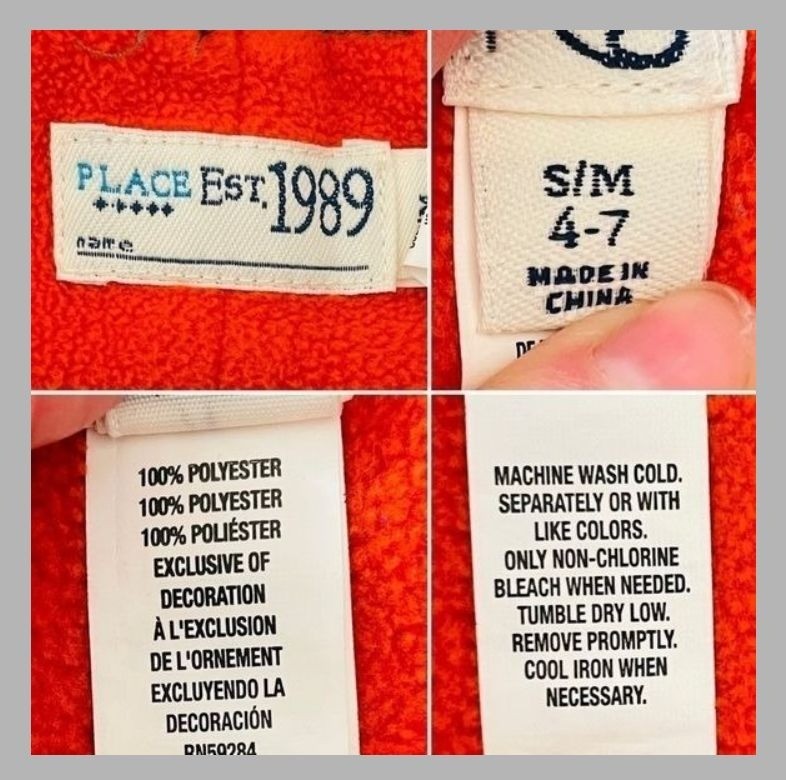 PLACE EST. 1989
name
S/M
4-7
MADE IN
CHINA
100% POLYESTER
100% POLYESTER
100% POLIÉSTER
EXCLUSIVE OF
DECORATION
À L'EXCLUSION
DE L'ORNEMENT
EXCLUYENDO LA
DECORACIÓN
RN59284
MACHINE WASH COLD.
SEPARATELY OR WITH
LIKE COLORS.
ONLY NON-CHLORINE
BLEACH WHEN NEEDED.
TUMBLE DRY LOW.
REMOVE PROMPTLY.
COOL IRON WHEN
NECESSARY.